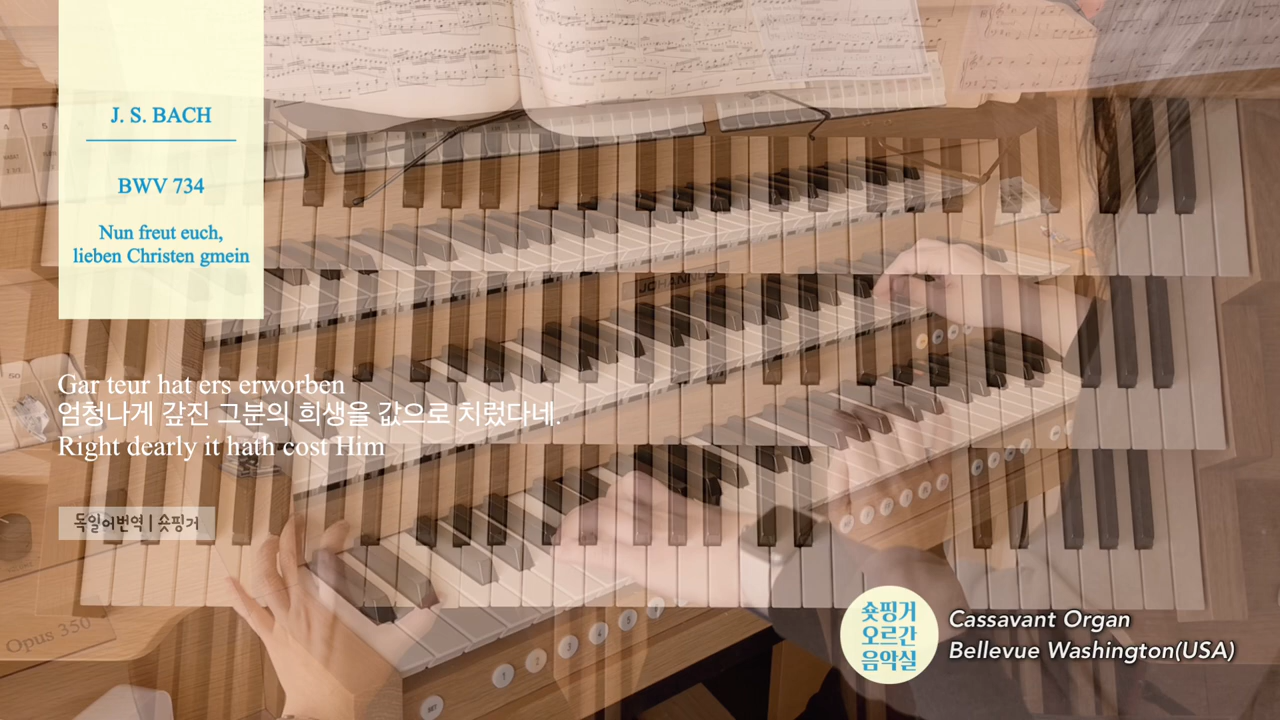 J. S. BACH
BWV 734
Nun freut euch,
lieben Christen gmein
JOHANNUS
Gar teur hat ers erworben
엄청나게 값진 그분의 희생을 값으로 치렀다네.
Right dearly it hath cost Him
독일어번역 | 숏핑거
Opus 350
숏핑거
오르간
음악실
Cassavant Organ
Bellevue Washington(USA)